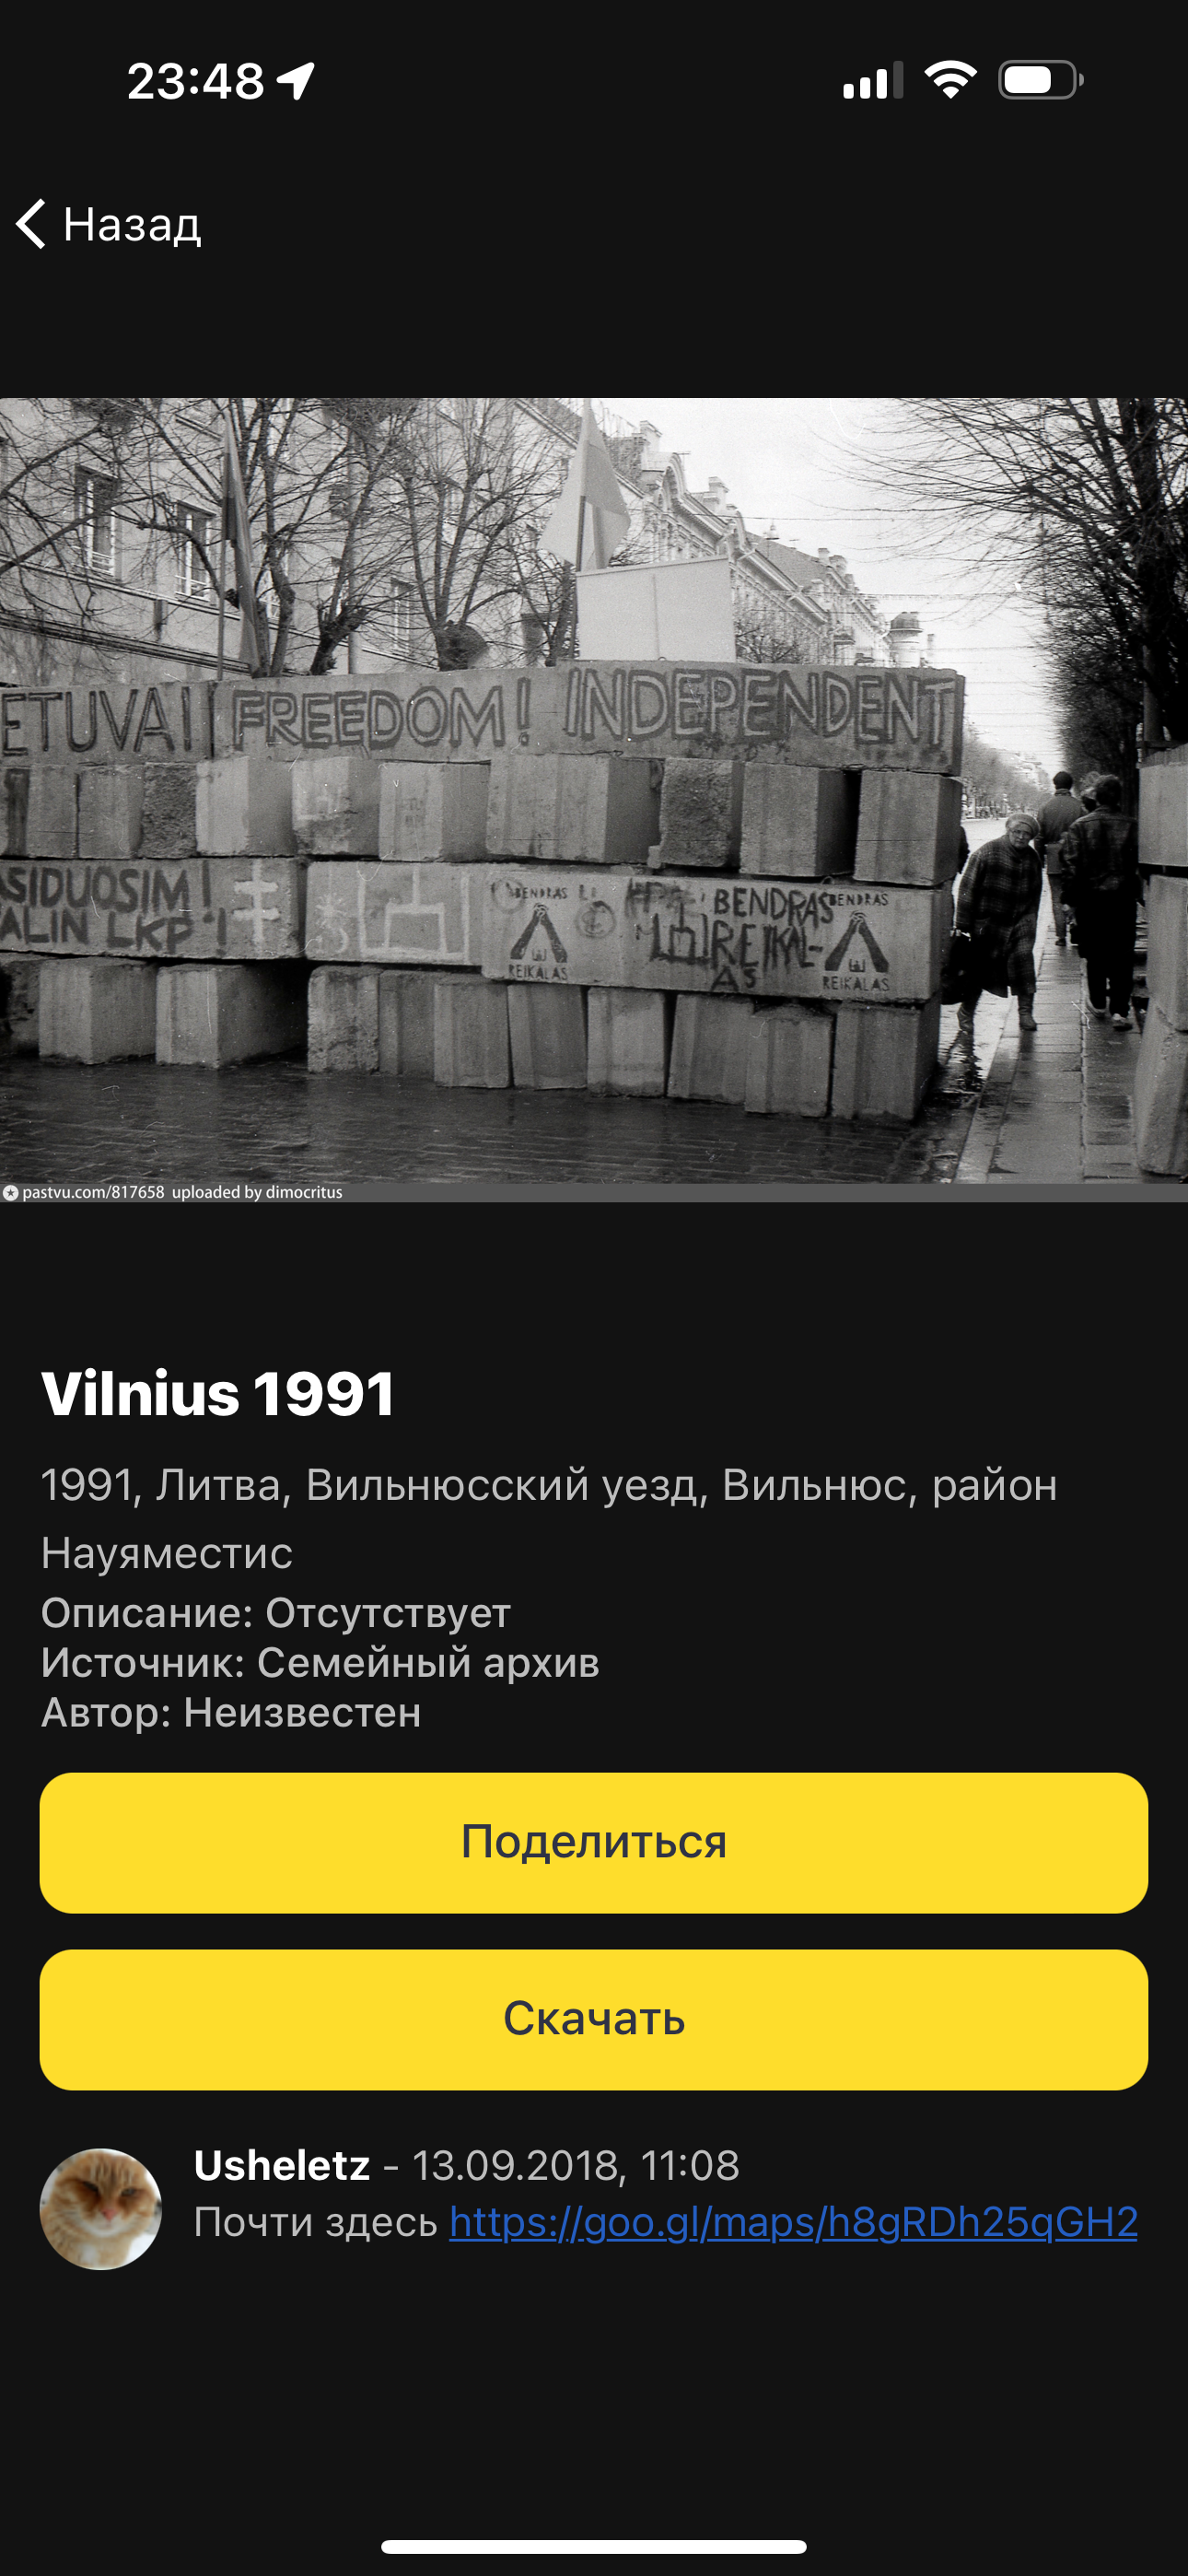 23:48
Назад
ETUVAI FREEDOM! INDEPENDENT
SIDUOSIM!
ALIN LKP!
BENDRAS
REIKALAS
BENDRAS
REIKAL-
AS
BENDRAS
REIKALAS
pastvu.com/817658 uploaded by dimocritus
Vilnius 1991
1991, Литва, Вильнюсский уезд, Вильнюс, район
Науяместис
Описание: Отсутствует
Источник: Семейный архив
Автор: Неизвестен
Поделиться
Скачать
Usheletz - 13.09.2018, 11:08
Почти здесь https://goo.gl/maps/h8gRDh25qGH2